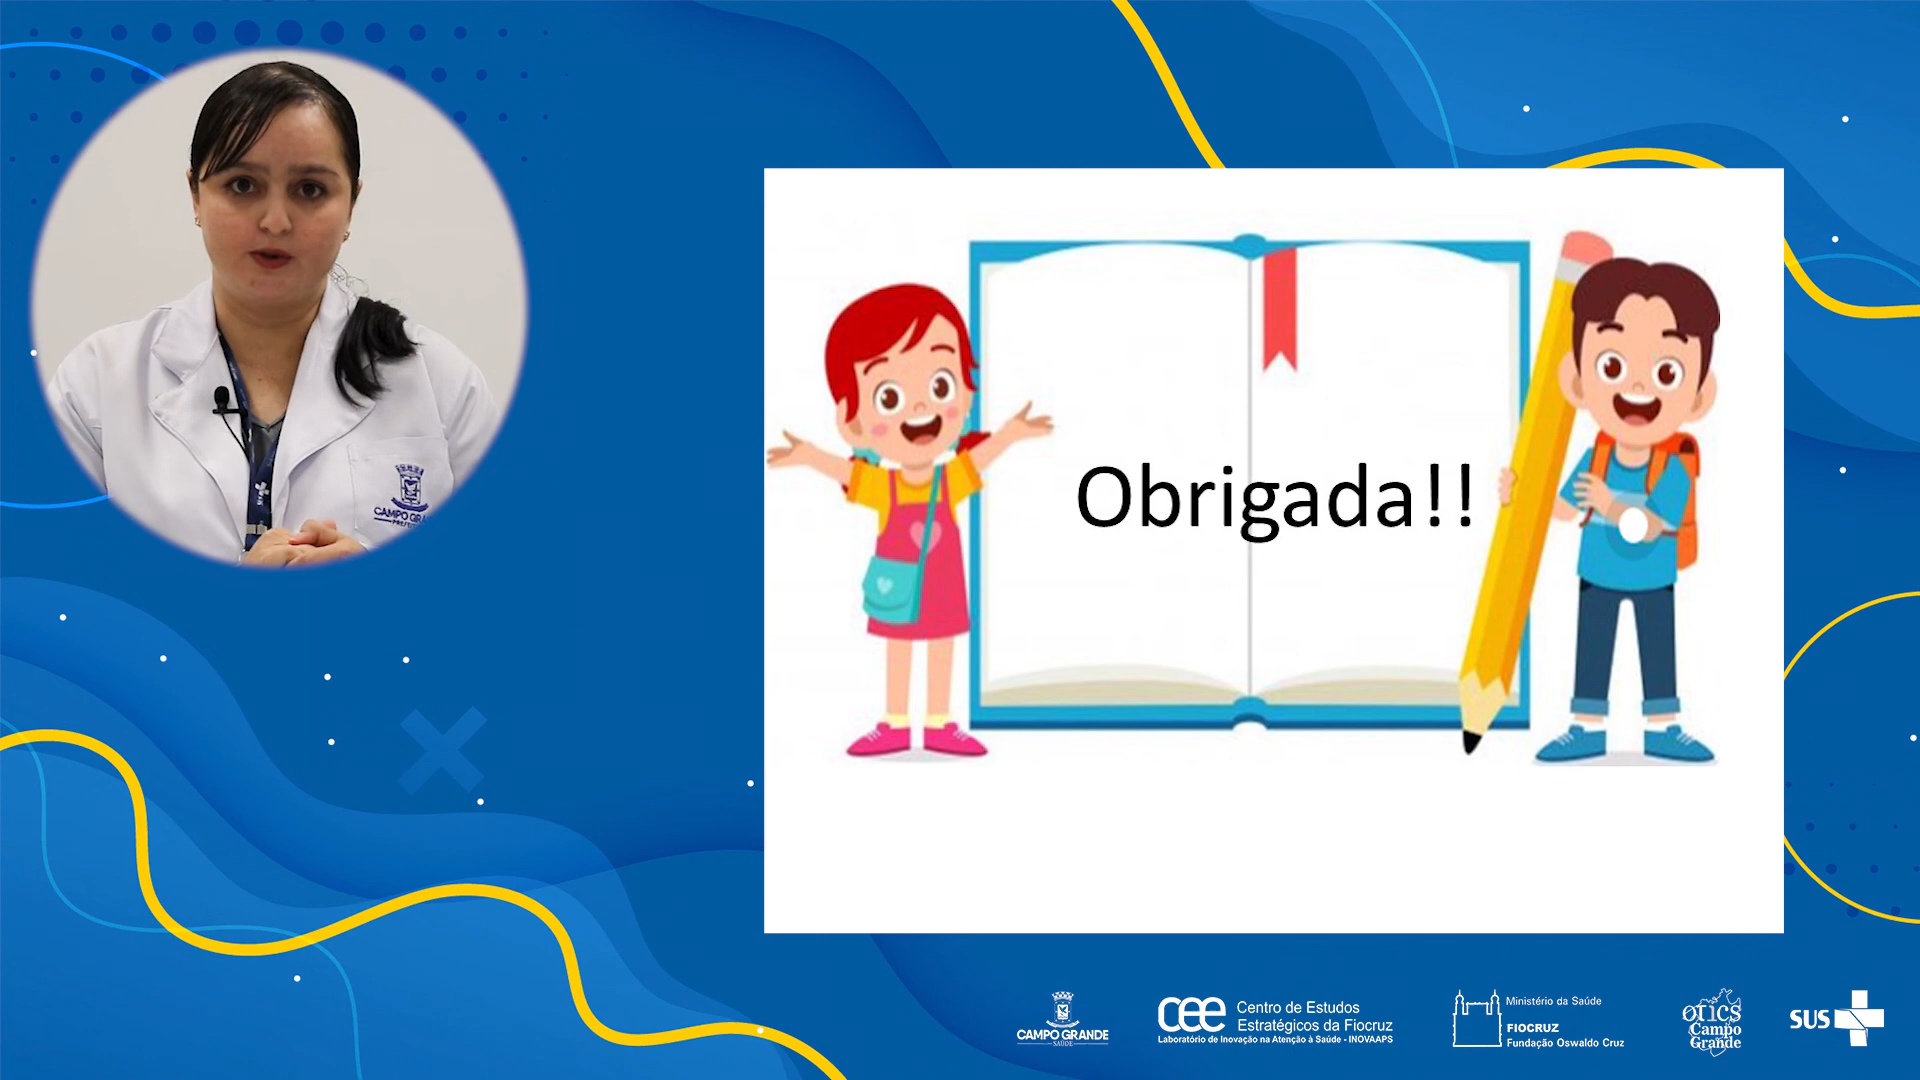 Obrigada!!
CAMPO GRANDE
SAÚDE
cee
Centro de Estudos
Estratégicos da Fiocruz
Laboratório de Inovação na Atenção à Saúde - INOVAAPS
Ministério da Saúde
FIOCRUZ
Fundação Oswaldo Cruz
OTICS
Campo
Grande
SUS